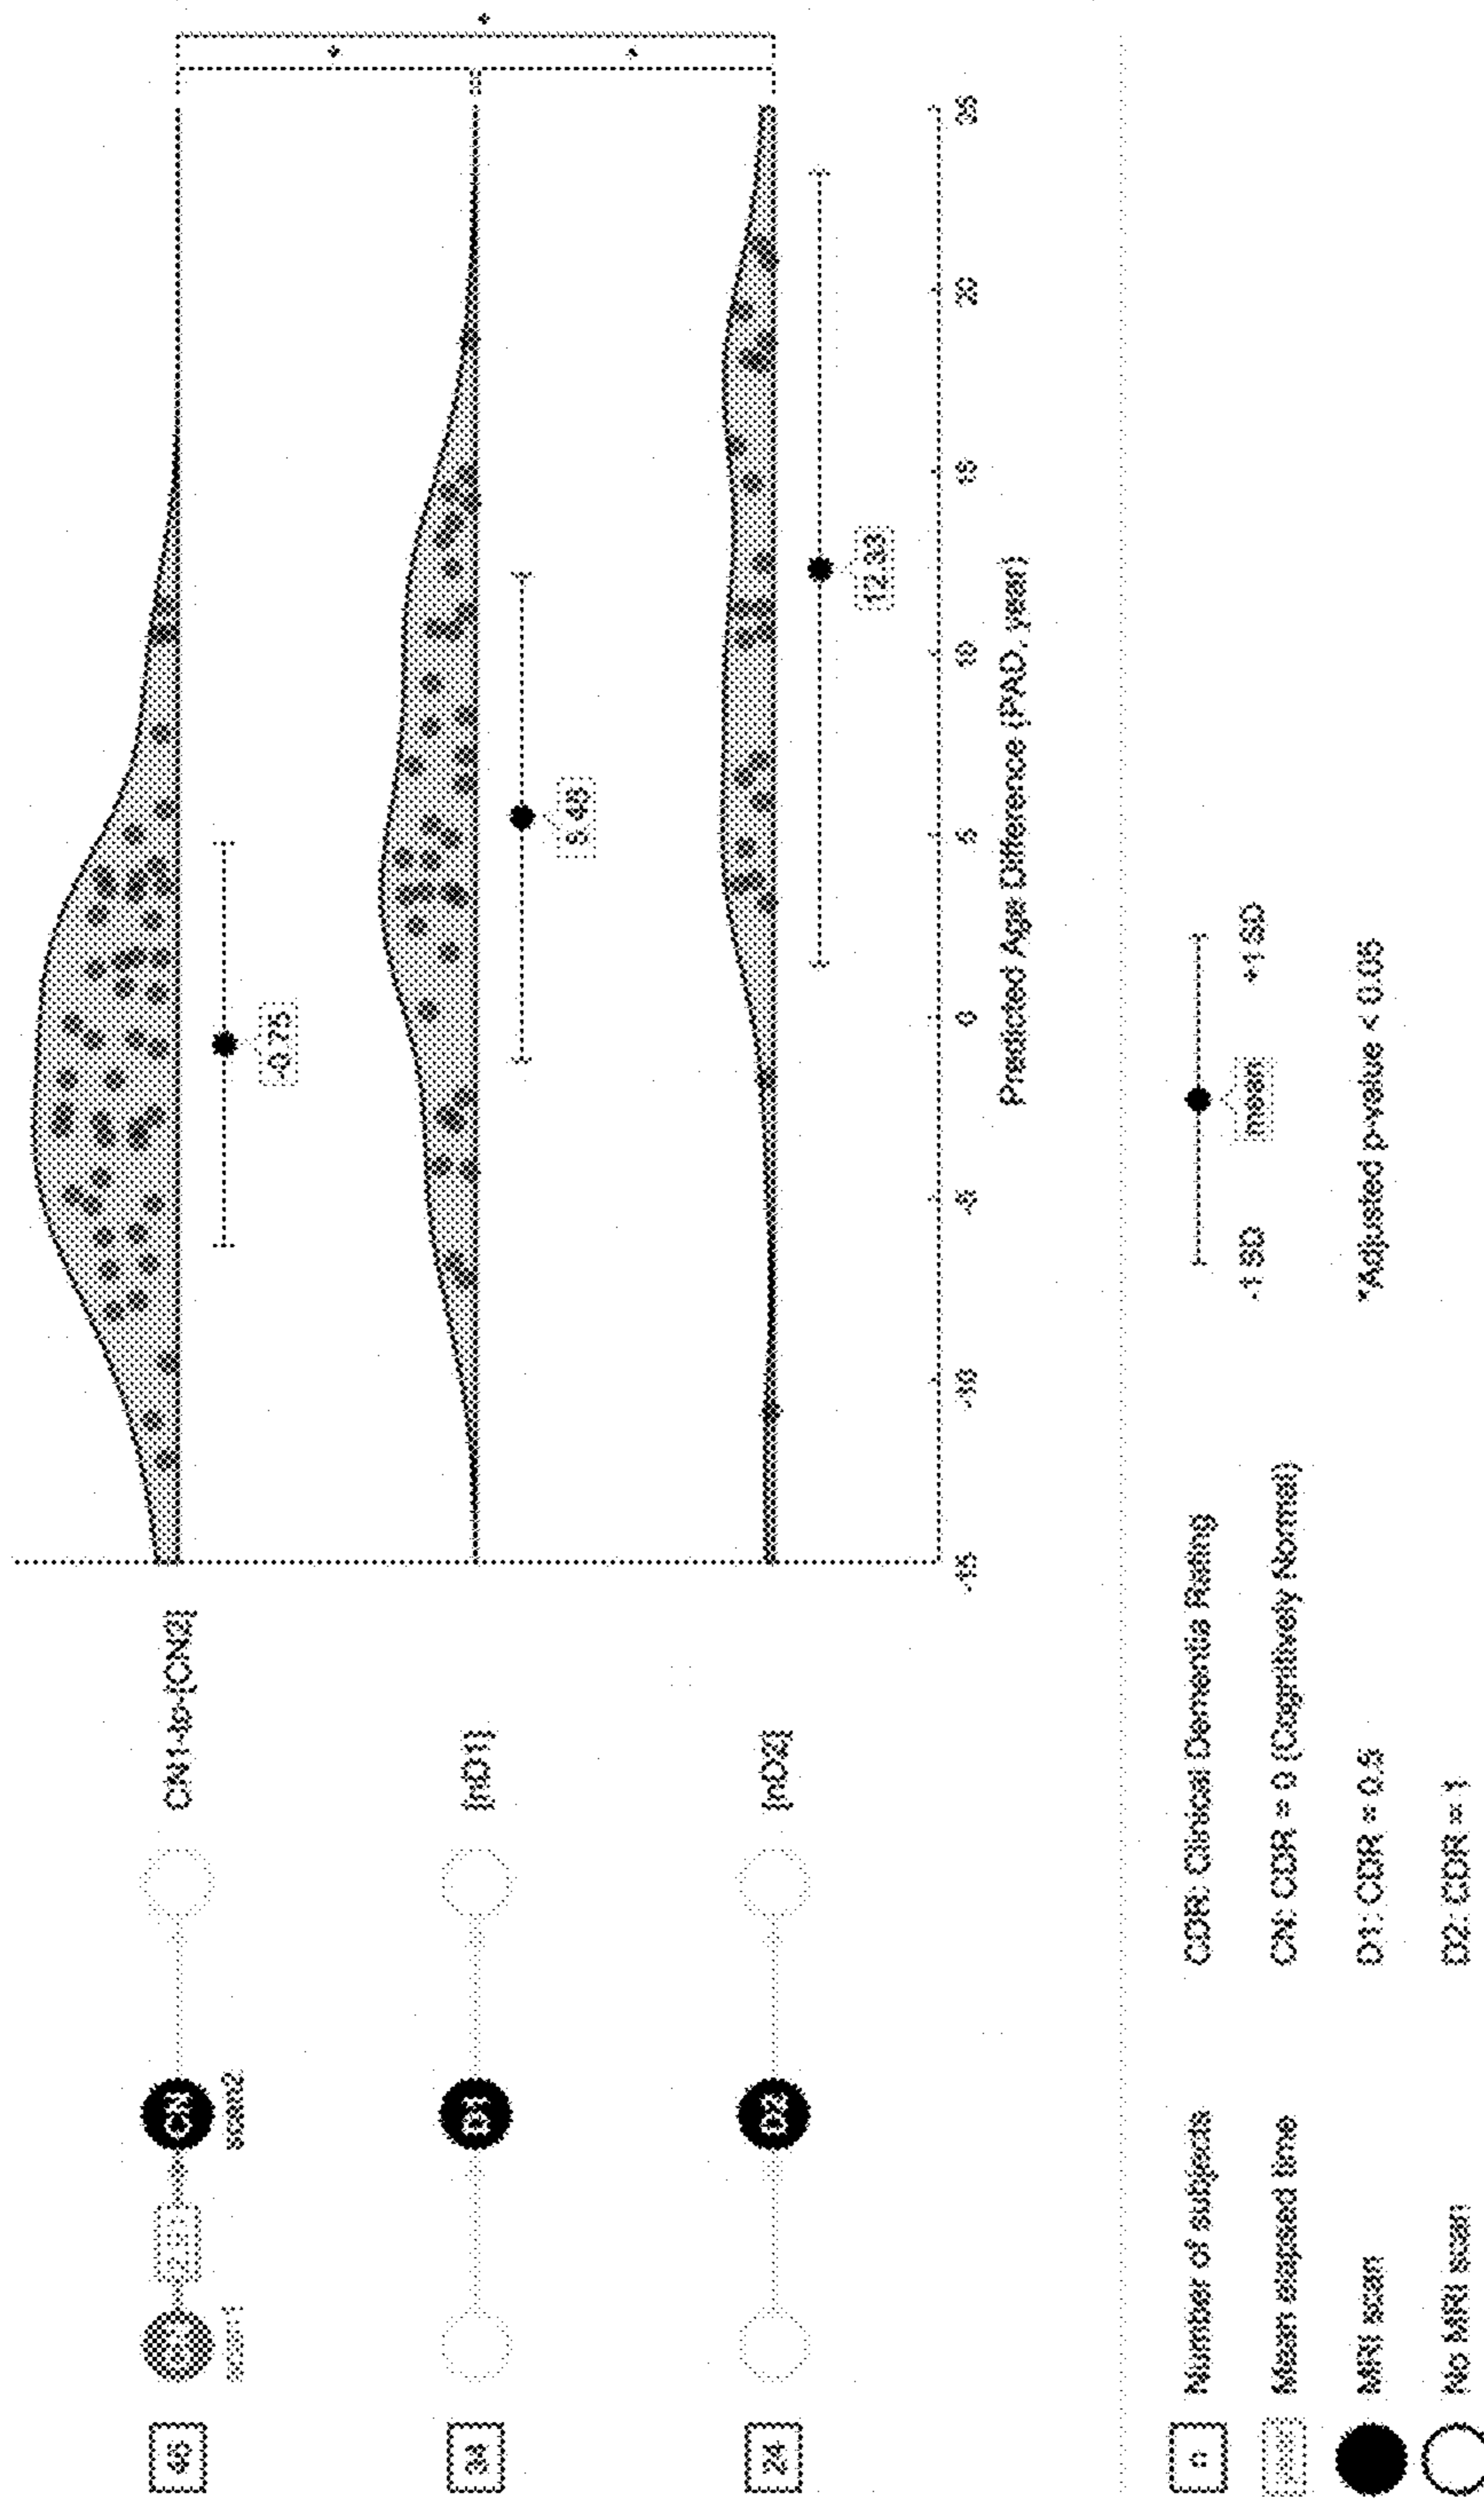 45
CN1-to-[CN2]
scan1
scan2
-0.75
34
[nD1]
5.48
24
[nD2]
12.33
*
*
*
-15
-10
-5
0
5
10
15
20
25
Predicted Age Difference (PAD, year)
n
Number of subjects
Mean elapsed time
MRI scan
No MRI scan
CDR: Clinical Dementia Rating
CN: CDR = 0 (Cognitively Normal)
D1: CDR = 0.5
D2: CDR = 1
-1 SD
mean
+1 SD
*Adjusted p-value < 0.05